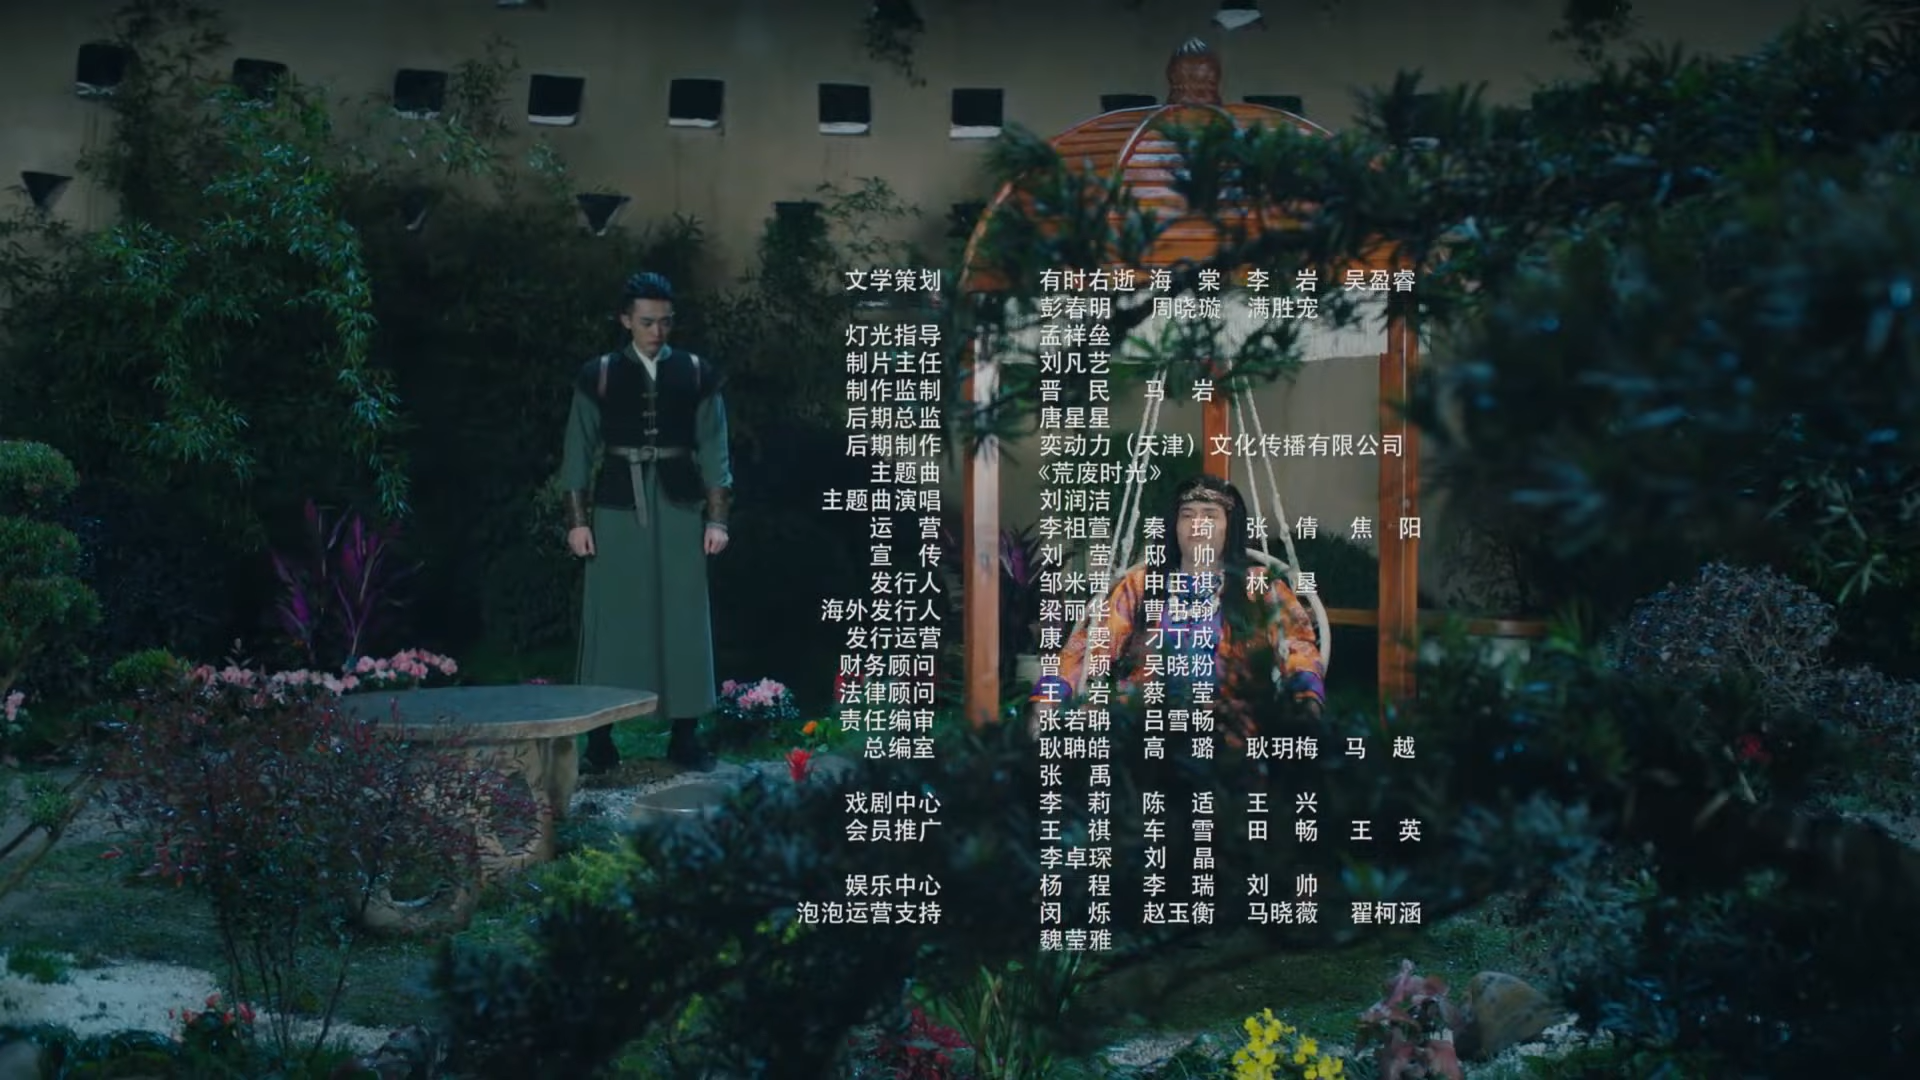 文学策划 有时右逝 海 棠 李 岩 吴盈睿
彭春明 周晓璇 满胜宠
灯光指导 孟祥垒
制片主任 刘凡艺
制作监制 晋 民 马 岩
后期总监 唐星星
后期制作 奕动力（天津）文化传播有限公司
主题曲 《荒废时光》
主题曲演唱 刘润洁
运 营 李祖萱 秦 琦 张 倩 焦 阳
宣 传 刘 莹 邸 帅
发行人 邹米茜 申玉祺 林 垦
海外发行人 梁丽华 曹书翰
发行运营 康 雯 刁丁成
财务顾问 曾 颖 吴晓粉
法律顾问 王 岩 蔡 莹
责任编审 张若聃 吕雪畅
总编室 耿聃皓 高 璐 耿玥梅 马 越
张 禹
戏剧中心 李 莉 陈 适 王 兴
会员推广 王 祺 车 雪 田 畅 王 英
李卓琛 刘 晶
娱乐中心 杨 程 李 瑞 刘 帅
泡泡运营支持 闵 烁 赵玉衡 马晓薇 翟柯涵
魏莹雅